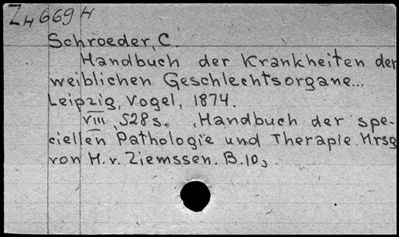 Z4669 4
Schroeder, C.
Handbuch der Krankheiten der
weiblichen Geschlechtsorgane...
Leipzig, Vogel, 1874.
VIII 528 s. , Handbuch der spe-
ciellen Pathologie und Therapie. Hrsg
von H. v. Ziemssen. B. 10,